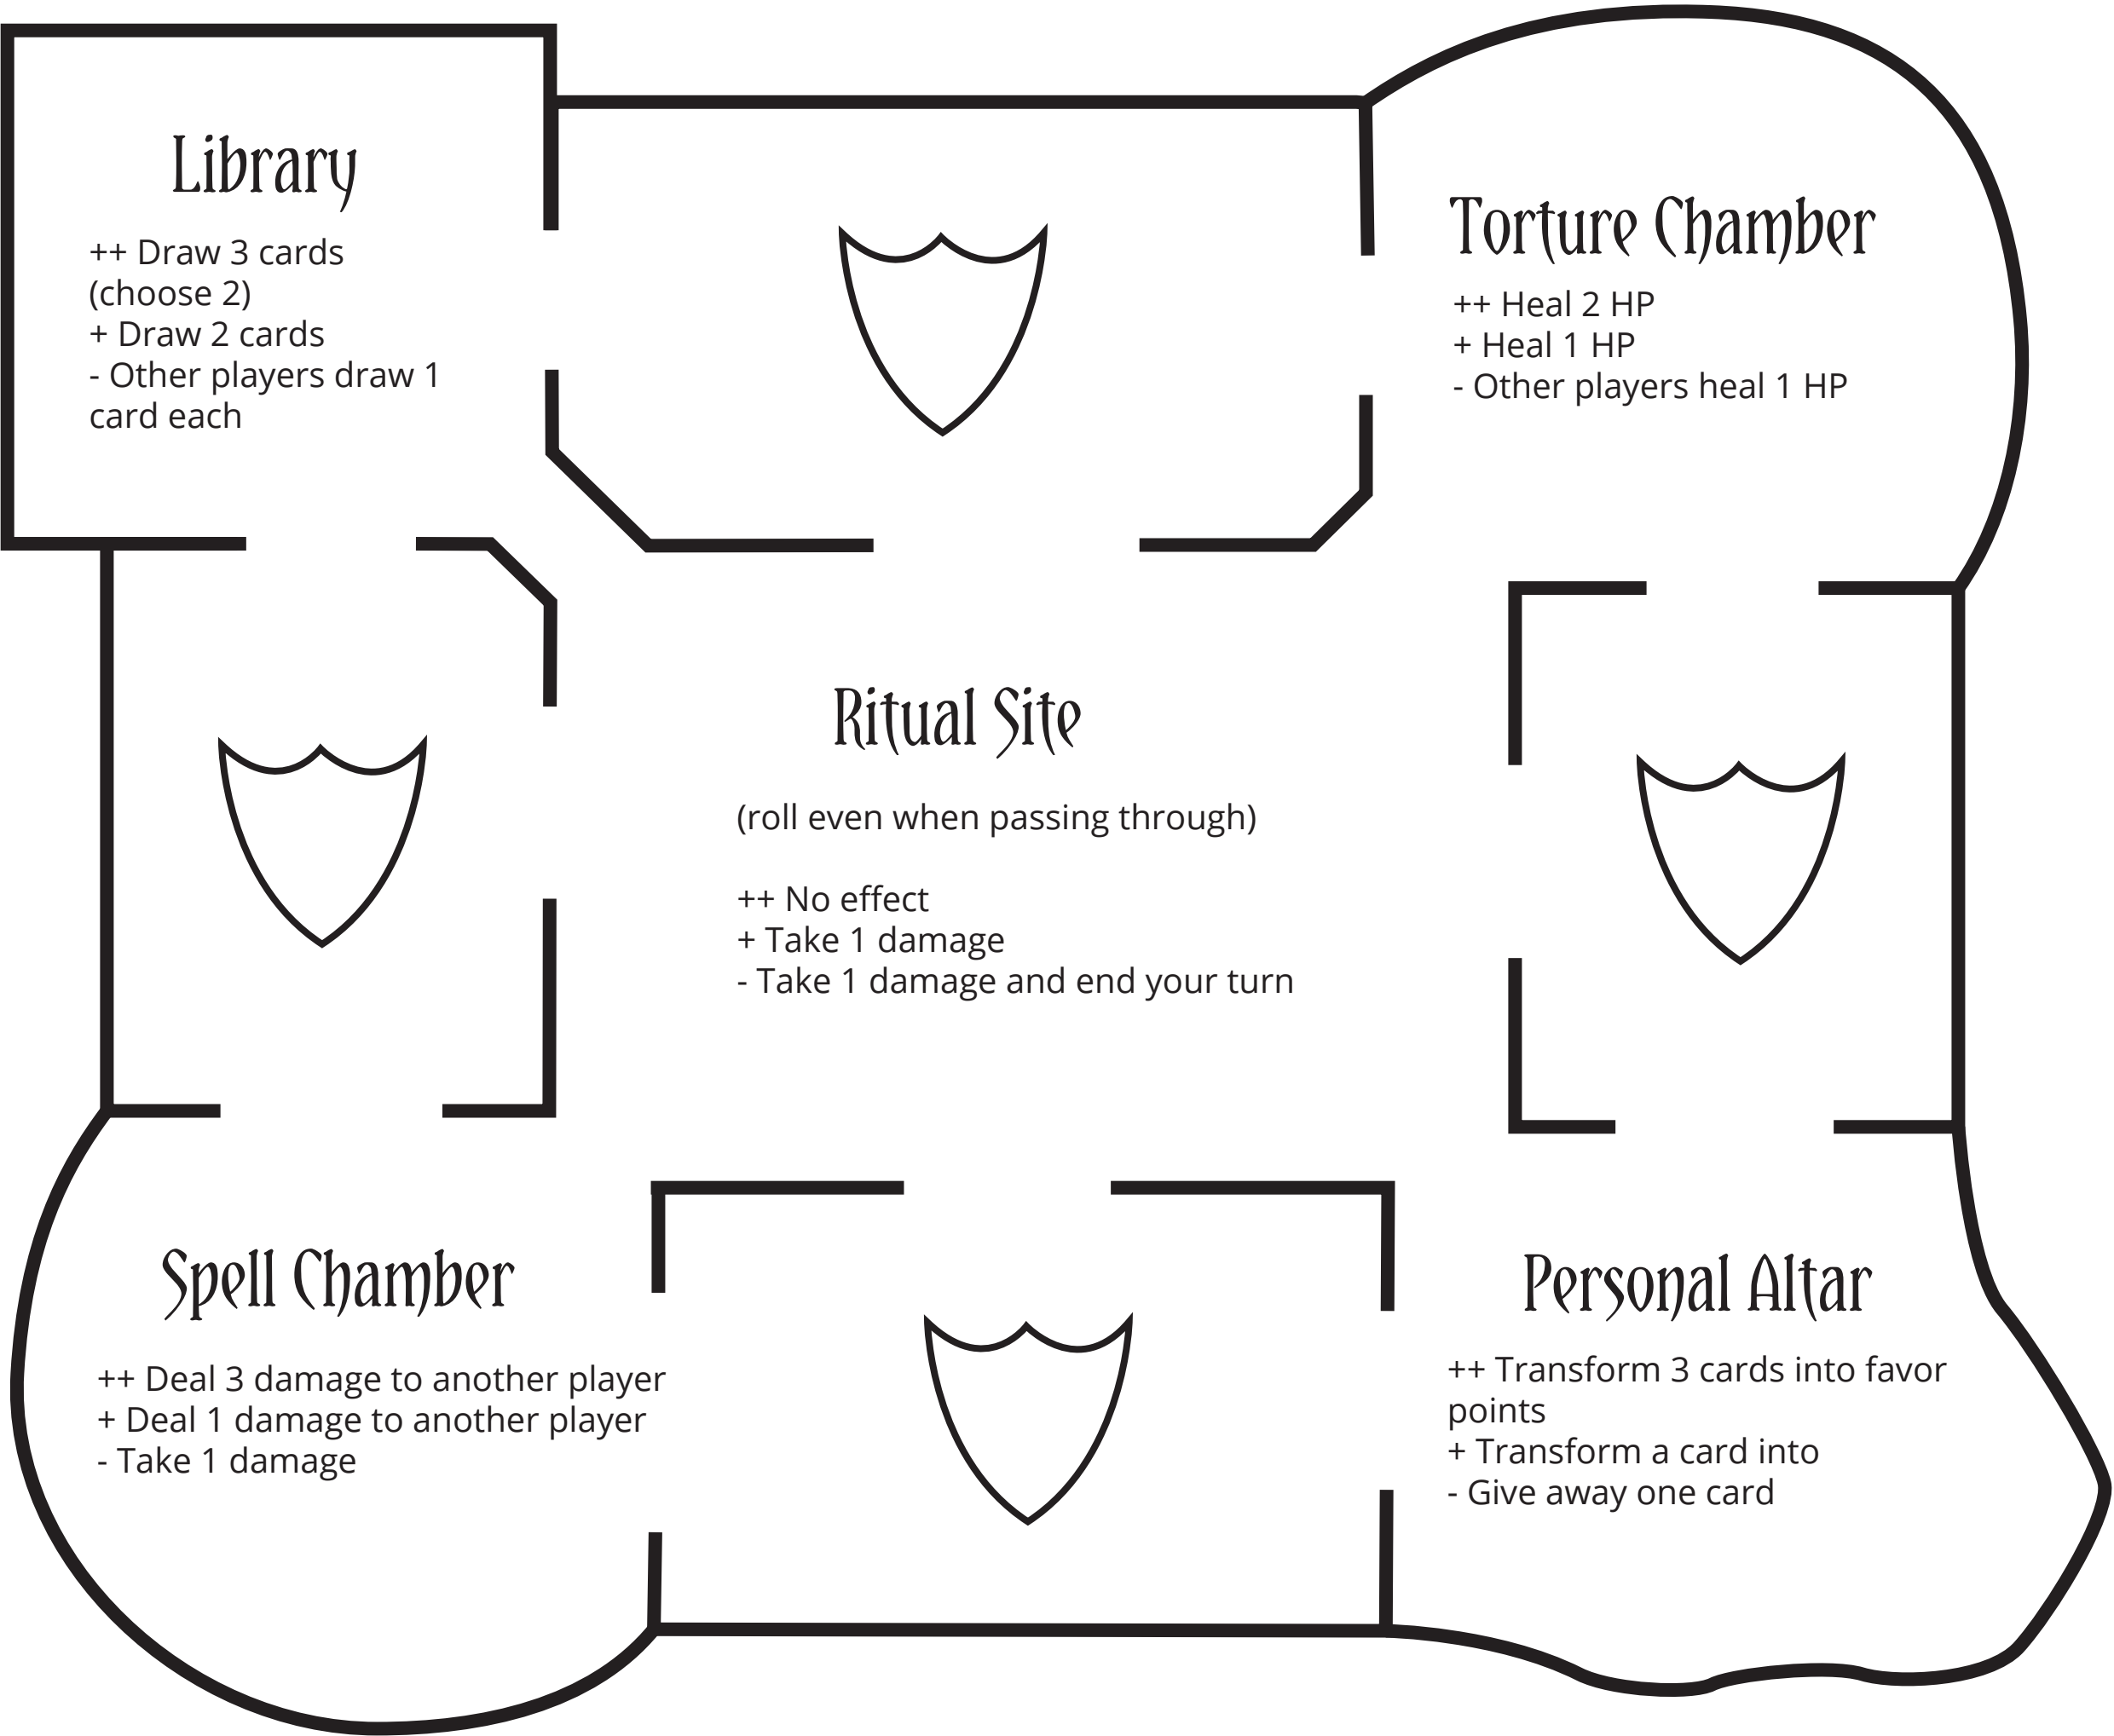 Library
++ Draw 3 cards
(choose 2)
+ Draw 2 cards
- Other players draw 1
card each
Torture Chamber
++ Heal 2 HP
+ Heal 1 HP
- Other players heal 1 HP
Ritual Site
(roll even when passing through)
++ No effect
+ Take 1 damage
- Take 1 damage and end your turn
Spell Chamber
++ Deal 3 damage to another player
+ Deal 1 damage to another player
- Take 1 damage
Personal Altar
++ Transform 3 cards into favor
points
+ Transform a card into
- Give away one card